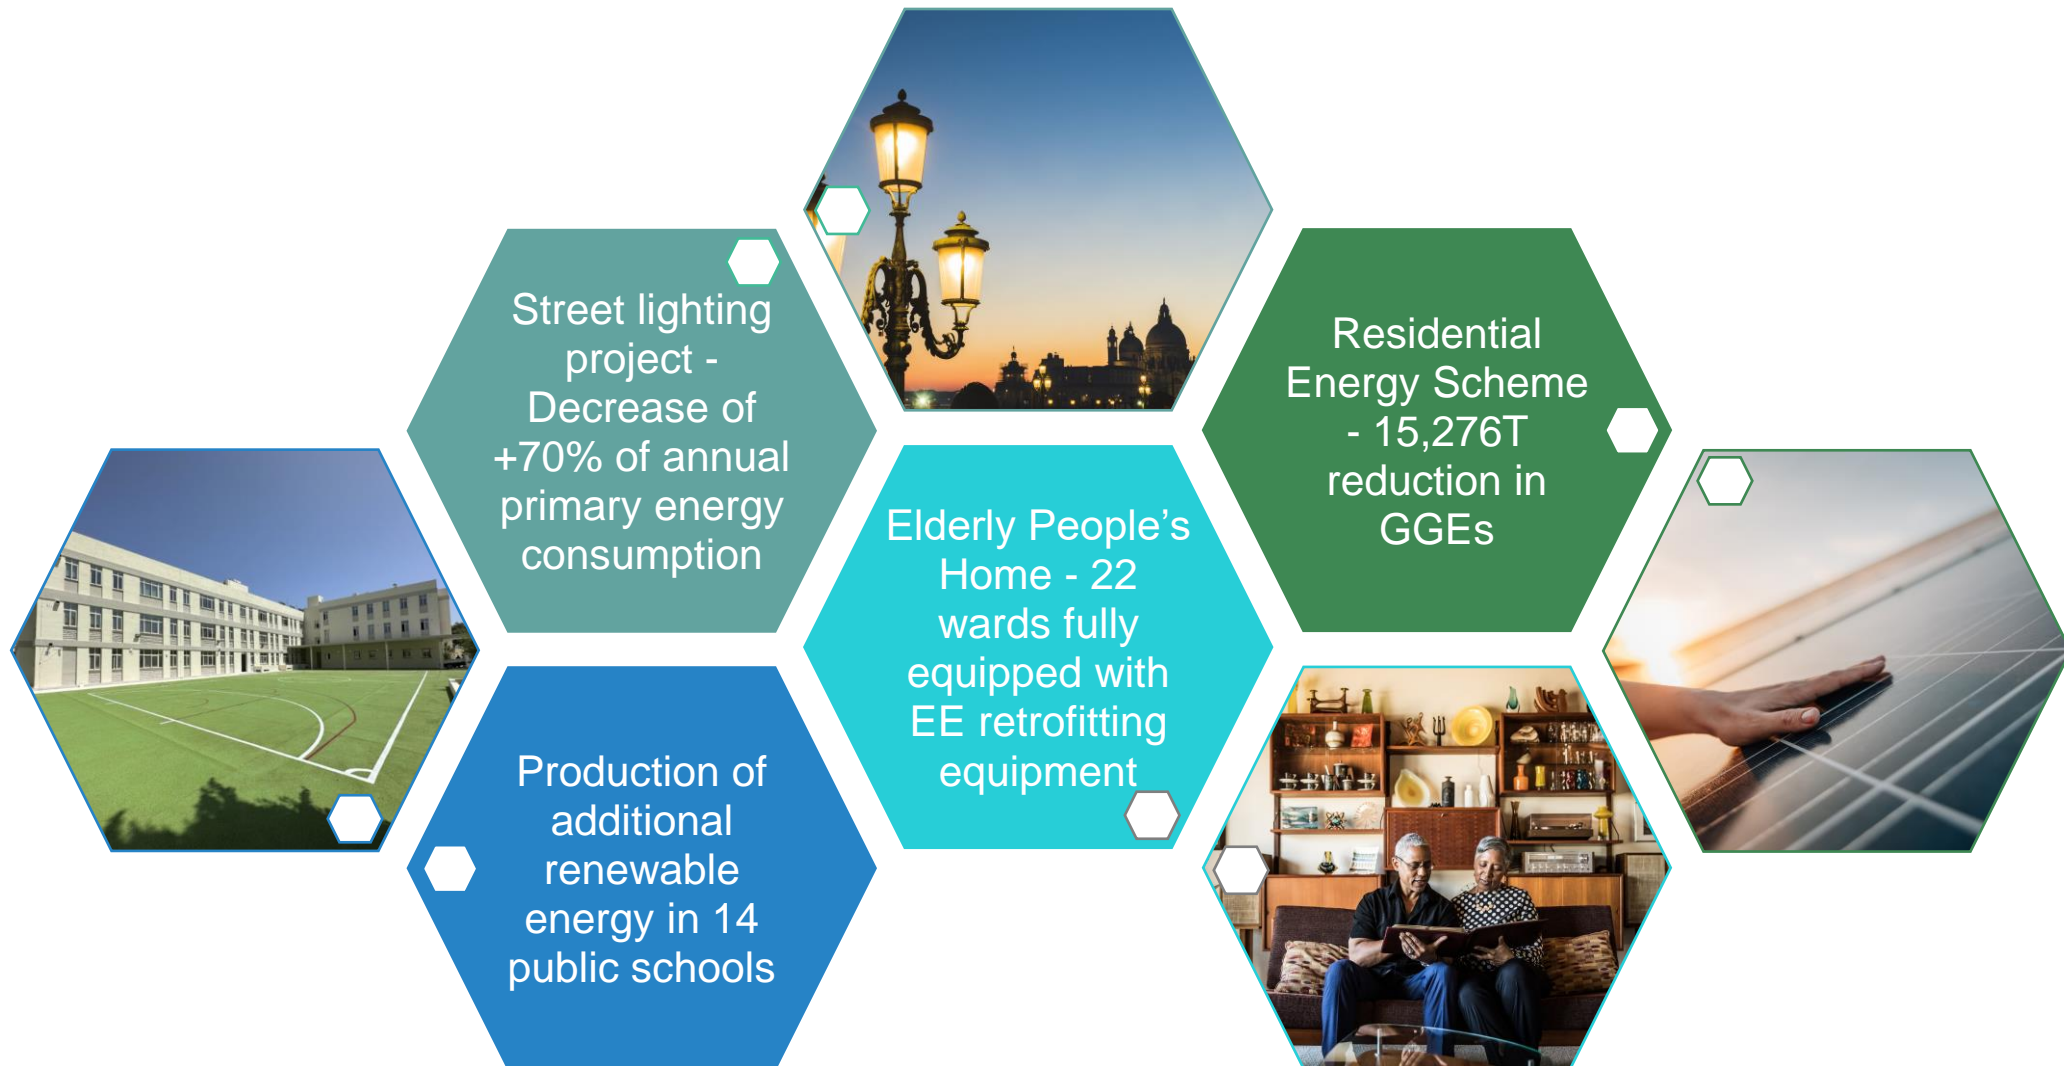 Street lighting
project -
Decrease of
+70% of annual
primary energy
consumption
Production of
additional
renewable
energy in 14
public schools
Elderly People’s
Home - 22
wards fully
equipped with
EE retrofitting
equipment
Residential
Energy Scheme
- 15,276T
reduction in
GGEs